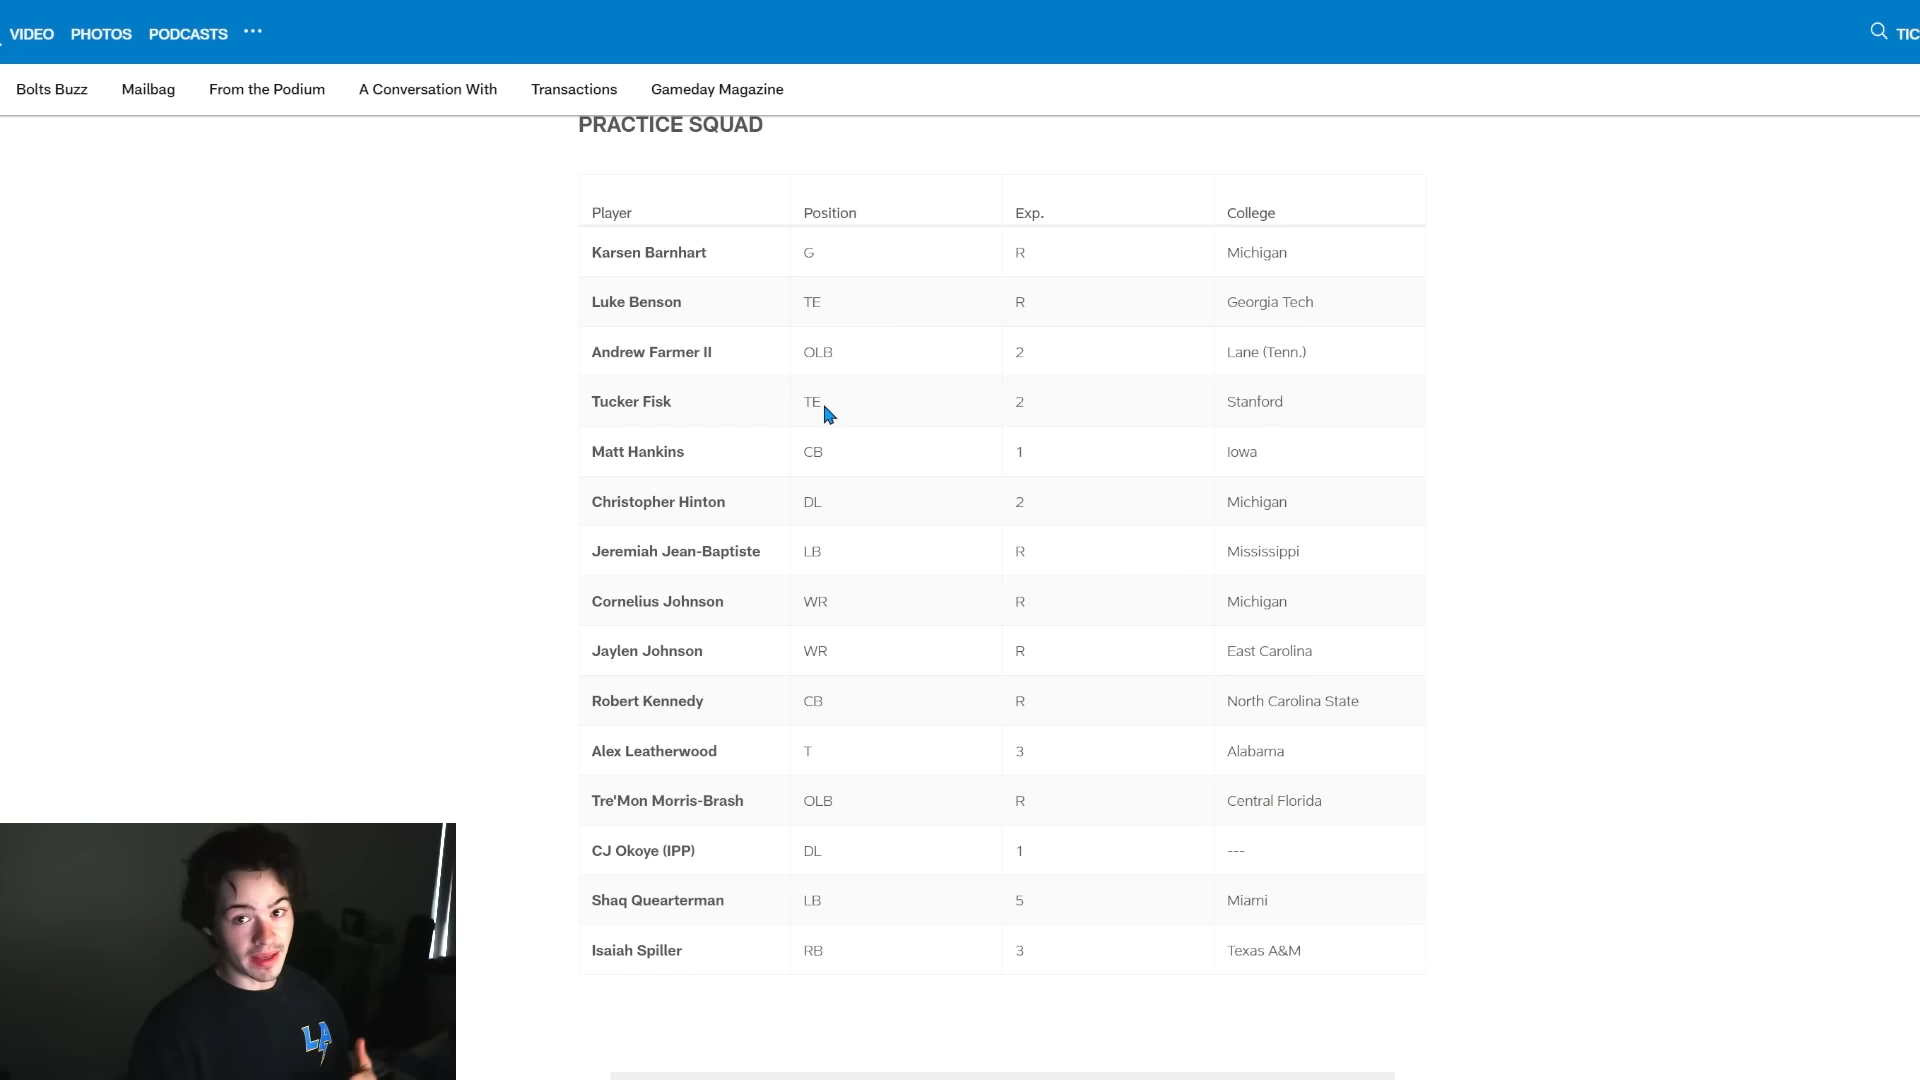 VIDEO PHOTOS PODCASTS ••• TIC
Bolts Buzz Mailbag From the Podium A Conversation With Transactions Gameday Magazine
PRACTICE SQUAD
Player Position Exp. College
Karsen Barnhart G R Michigan
Luke Benson TE R Georgia Tech
Andrew Farmer II OLB 2 Lane (Tenn.)
Tucker Fisk TE 2 Stanford
Matt Hankins CB 1 Iowa
Christopher Hinton DL 2 Michigan
Jeremiah Jean-Baptiste LB R Mississippi
Cornelius Johnson WR R Michigan
Jaylen Johnson WR R East Carolina
Robert Kennedy CB R North Carolina State
Alex Leatherwood T 3 Alabama
Tre'Mon Morris-Brash OLB R Central Florida
CJ Okoye (IPP) DL 1 ---
Shaq Quearterman LB 5 Miami
Isaiah Spiller RB 3 Texas A&M
LA